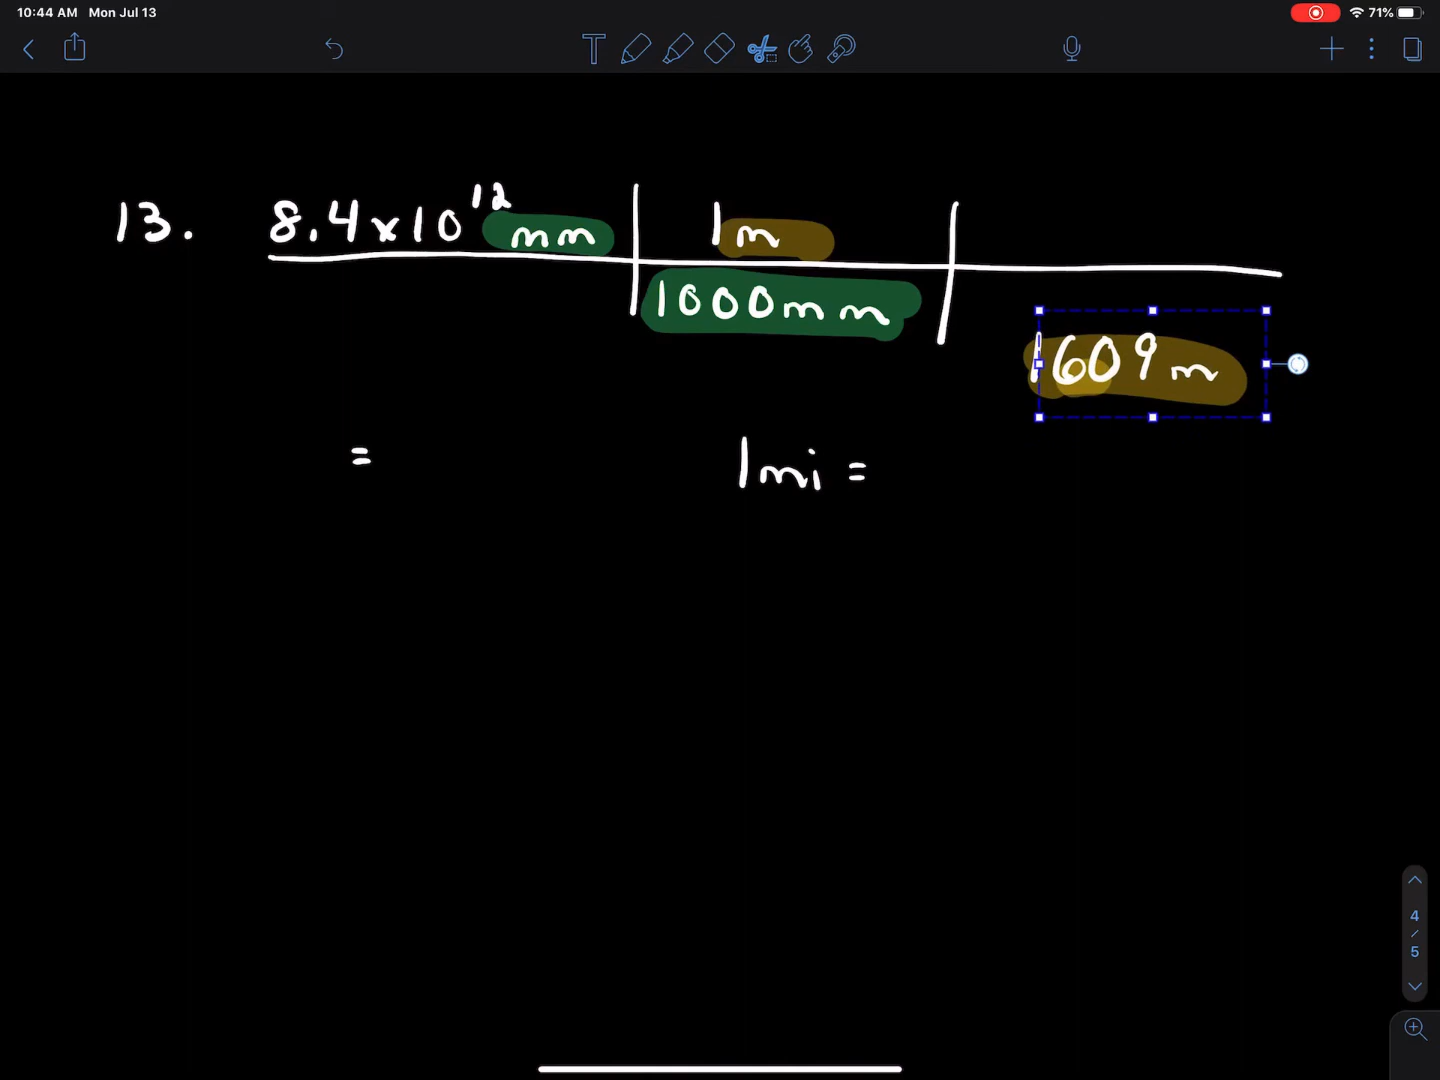 10:44 AM Mon Jul 13
71%
13. 8.4x10¹² mm 1m
1000mm
1609m
= 1mi =
4
/
5